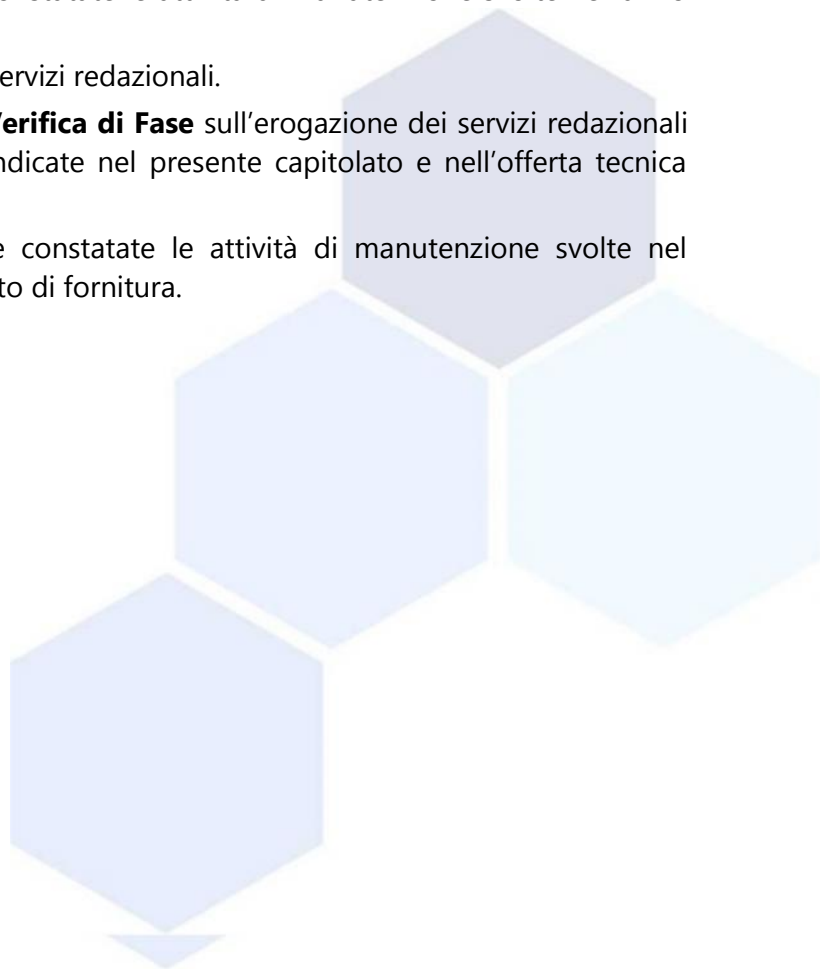 ervizi redazionali.
erifica di Fase sull’erogazione dei servizi redazionali
ndicate nel presente capitolato e nell’offerta tecnica
e constatate le attività di manutenzione svolte nel
to di fornitura.